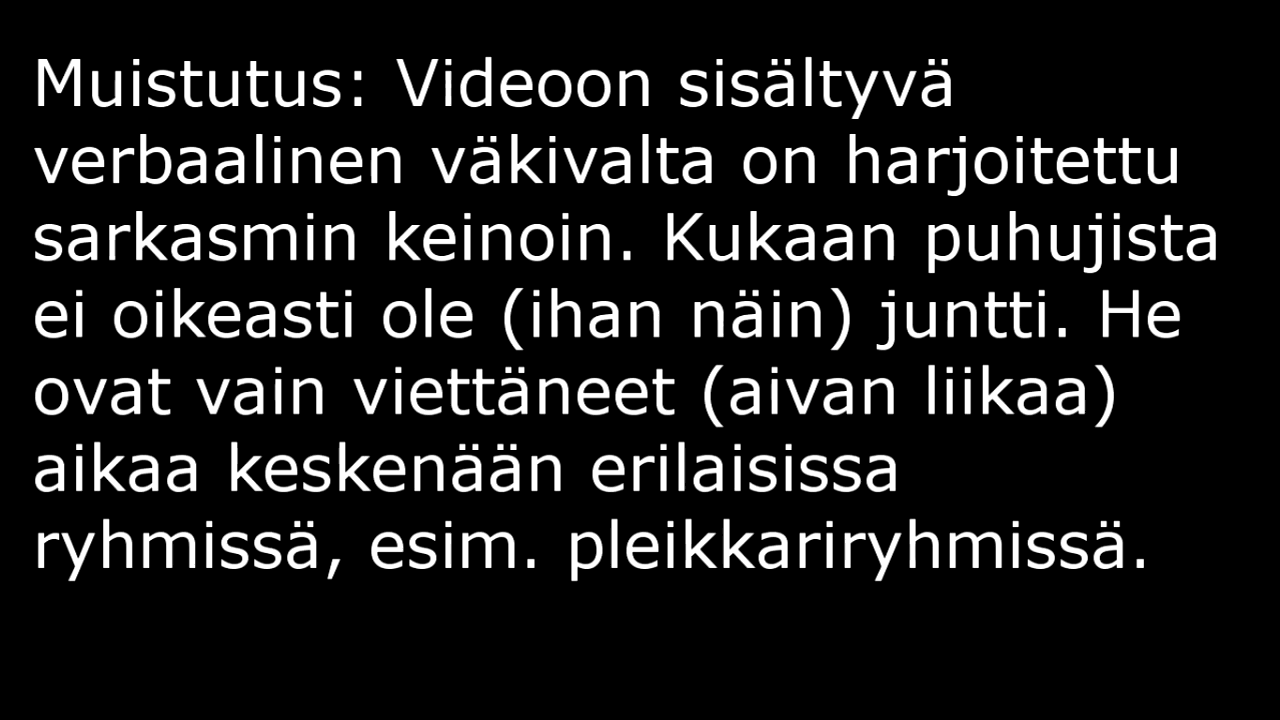 Muistutus: Videoon sisältyvä
verbaalinen väkivalta on harjoitettu
sarkasmin keinoin. Kukaan puhujista
ei oikeasti ole (ihan näin) juntti. He
ovat vain viettäneet (aivan liikaa)
aikaa keskenään erilaisissa
ryhmissä, esim. pleikkariryhmissä.